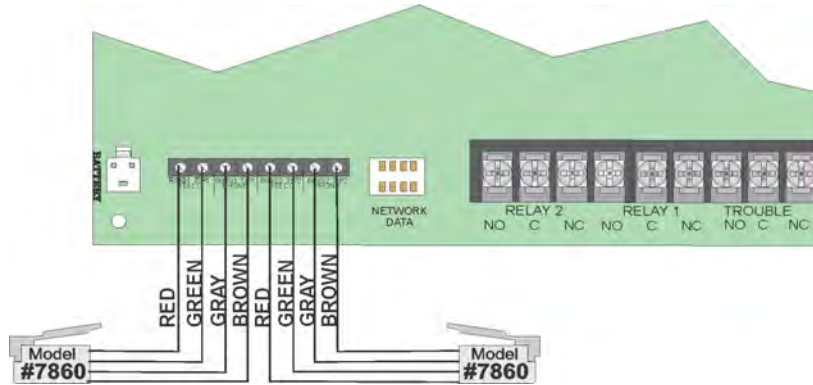 BATTERY
NETWORK
DATA
RELAY 2 RELAY 1 TROUBLE
NO C NC NO C NC NO C NC
RED GREEN GRAY BROWN RED GREEN GRAY BROWN
Model
#7860
Model
#7860